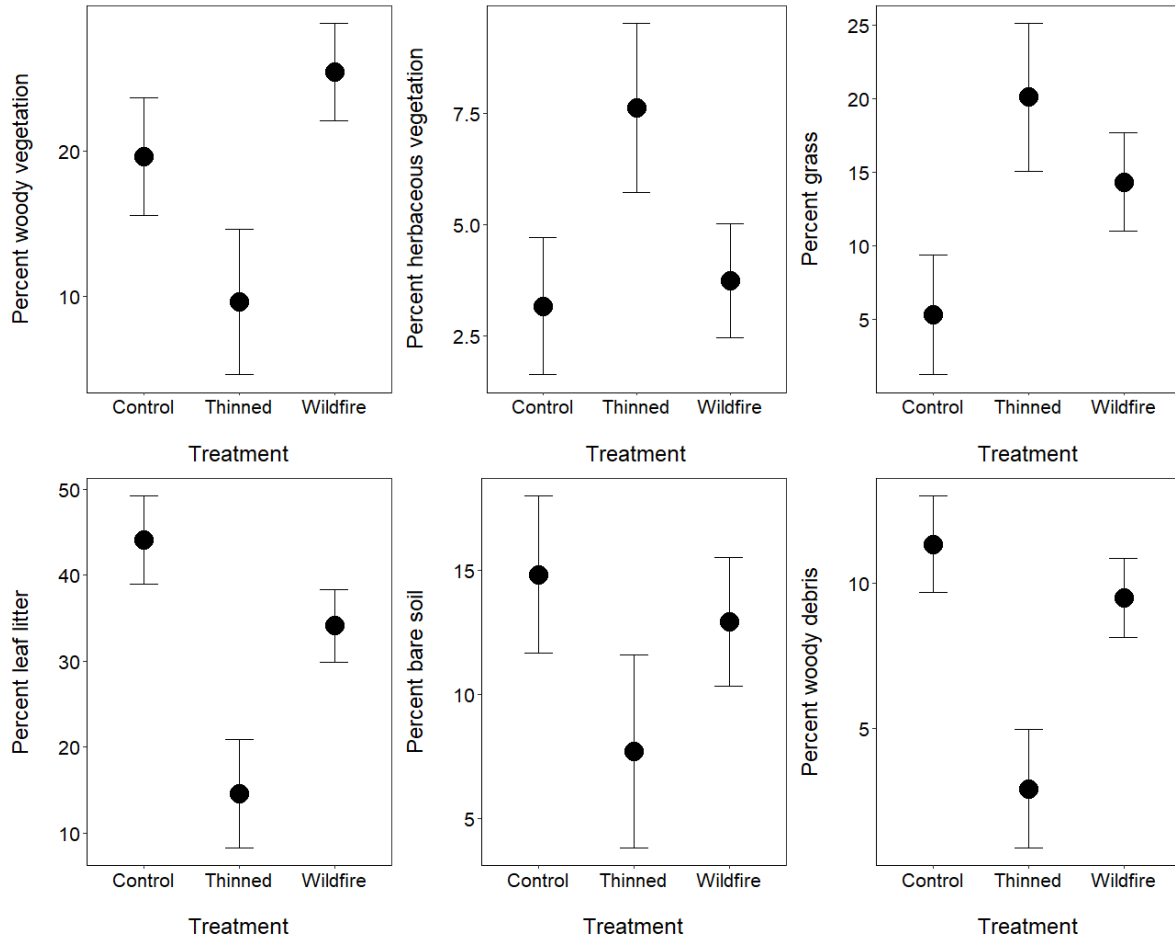 Percent woody vegetation
20
10
Control Thinned Wildfire
Treatment
Percent herbaceous vegetation
7.5
5.0
2.5
Control Thinned Wildfire
Treatment
Percent grass
25
20
15
10
5
Control Thinned Wildfire
Treatment
Percent leaf litter
50
40
30
20
10
Control Thinned Wildfire
Treatment
Percent bare soil
15
10
5
Control Thinned Wildfire
Treatment
Percent woody debris
10
5
Control Thinned Wildfire
Treatment